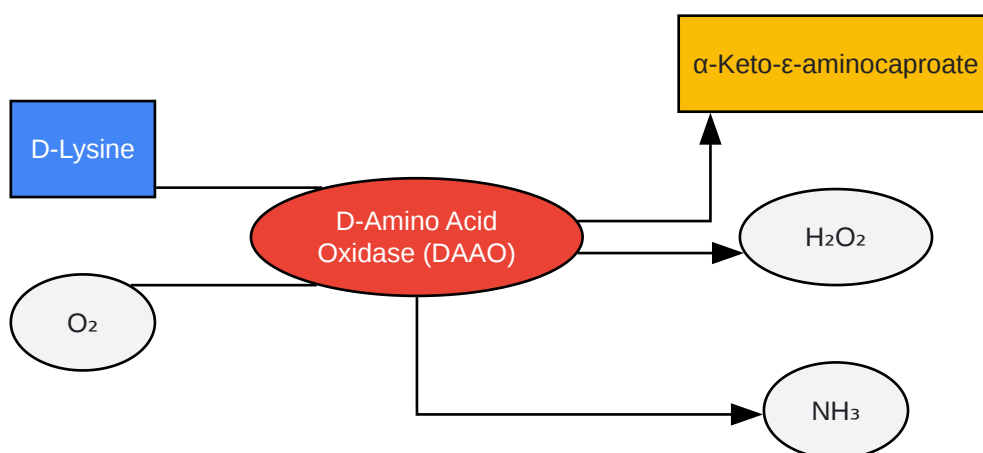 α-Keto-ε-aminocaproate
D-Lysine
D-Amino Acid
Oxidase (DAAO)
H₂O₂
O₂
NH₃